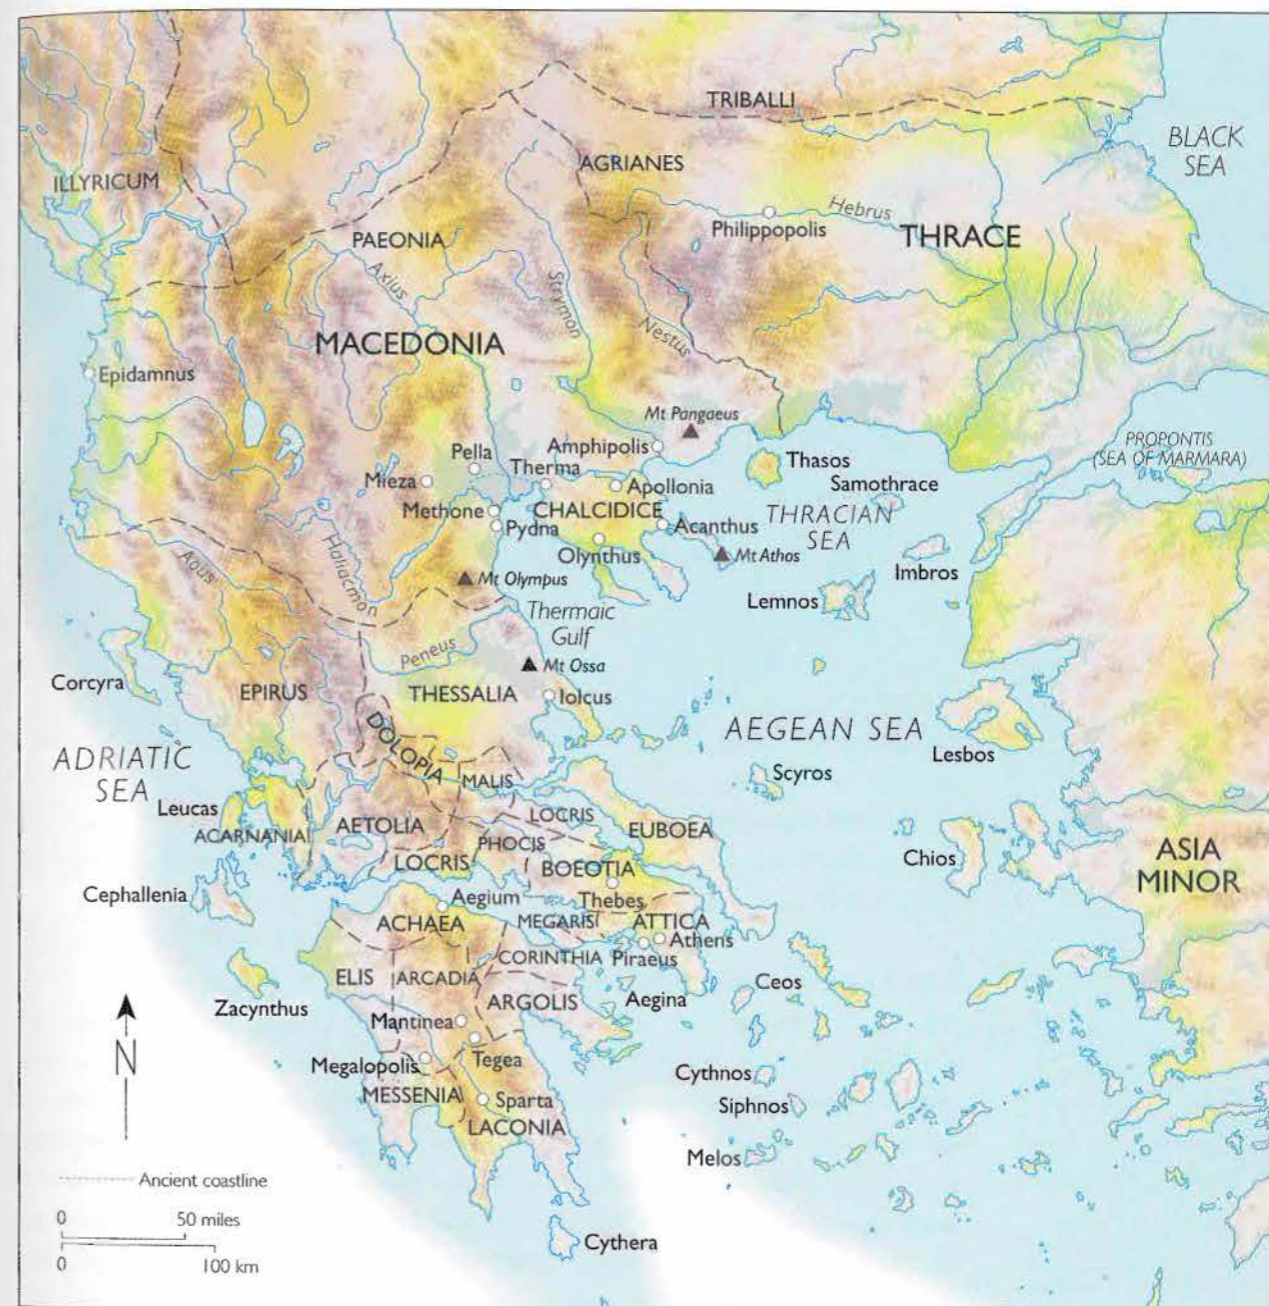 TRIBALLI
BLACK
SEA
AGRIANES
ILLYRICUM
Hebrus
Philippopolis
THRACE
PAEONIA
Axius
Strymon
Nestus
MACEDONIA
Epidamnus
Mt Pangaeus
Amphipolis
PROPONTIS
(SEA OF MARMARA)
Pella
Therma
Thasos
Mieza
Apollonia
Samothrace
Methone
CHALCIDICE
Acanthus
THRACIAN
SEA
Pydna
Olynthus
Mt Athos
Aous
Haliacmon
Mt Olympus
Imbros
Lemnos
Thermaic
Gulf
Peneus
Mt Ossa
Corcyra
EPIRUS
THESSALIA
Iolcus
DOLOPIA
AEGEAN SEA
Lesbos
ADRIATIC
SEA
MALIS
Scyros
Leucas
ACARNANIA
AETOLIA
LOCRIS
EUBOEA
PHOCIS
LOCRIS
BOEOTIA
Chios
ASIA
MINOR
Cephallenia
Aegium
Thebes
ACHAEA
MEGARIS
ATTICA
Athens
CORINTHIA
Piraeus
ELIS
ARCADIA
Ceos
Zacynthus
ARGOLIS
Aegina
N
Mantinea
Tegea
Megalopolis
Cythnos
MESSENIA
Sparta
Siphnos
LACONIA
Melos
Ancient coastline
0
50 miles
0
100 km
Cythera